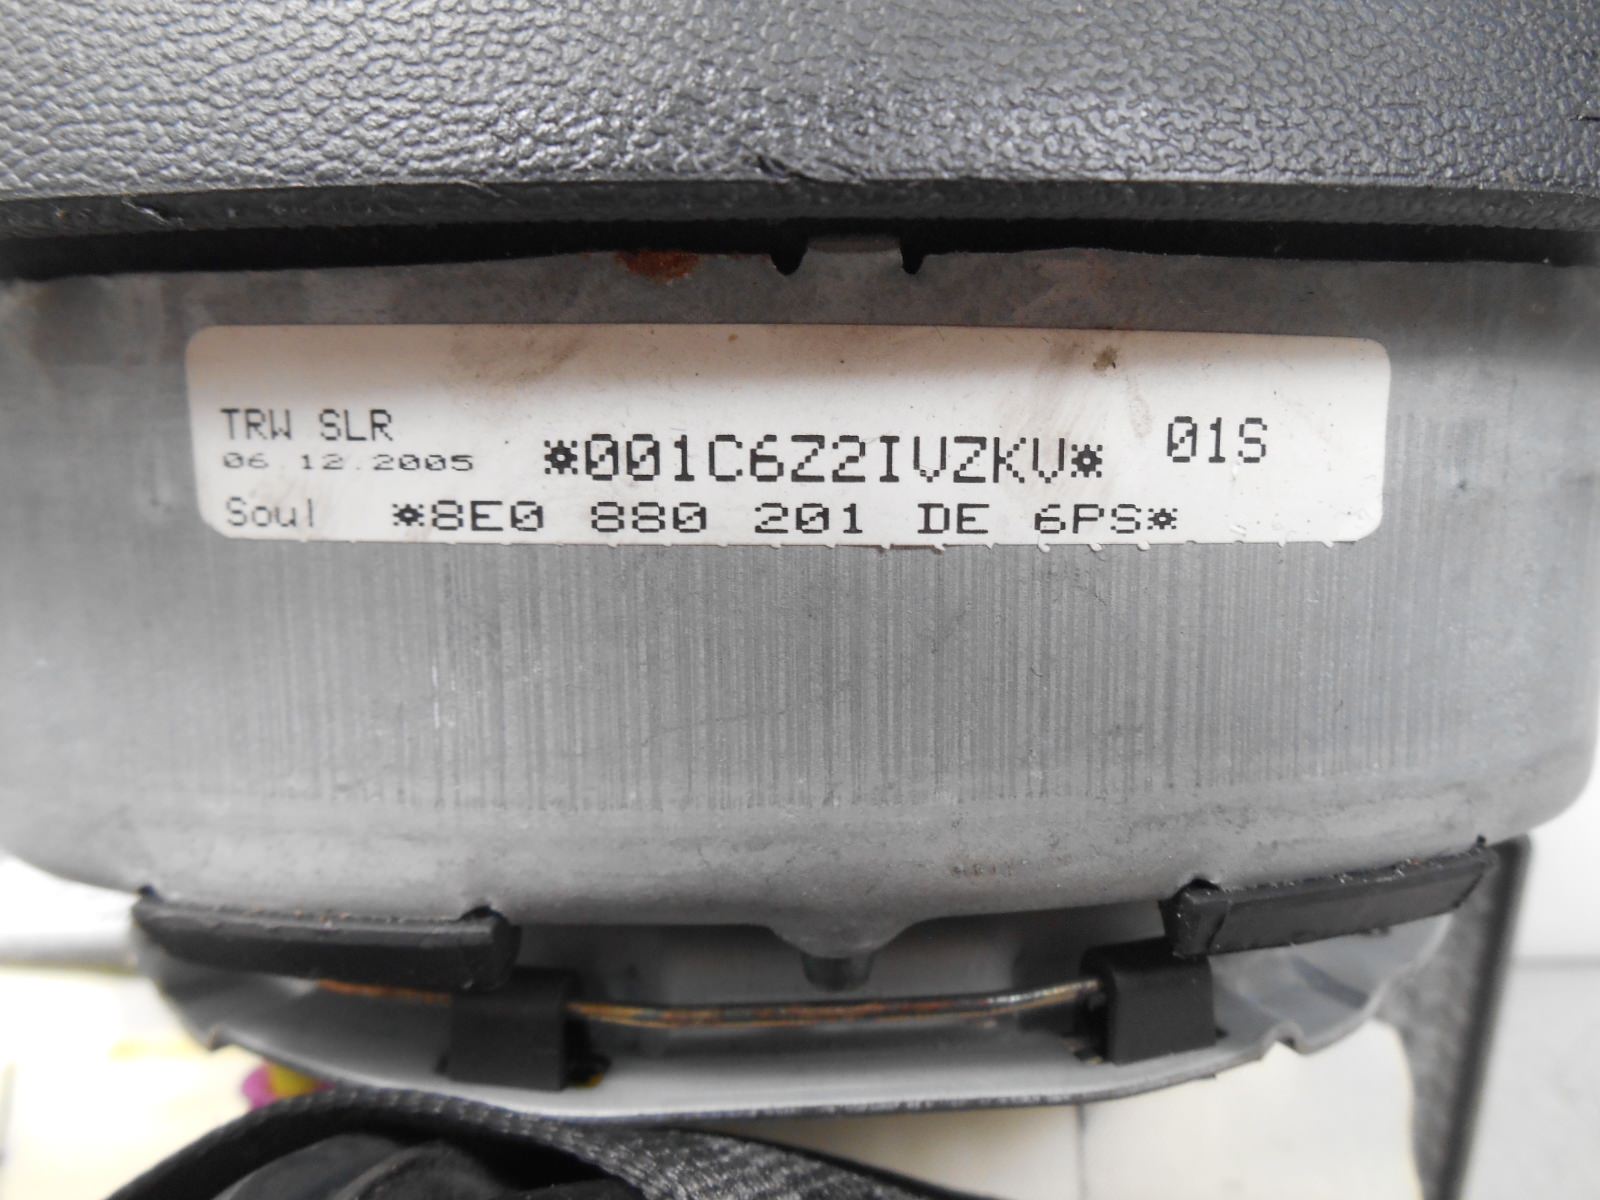 TRW SLR
06.12.2005 *001C6Z2IVZKV* 01S
Soul *8E0 880 201 DE 6PS*